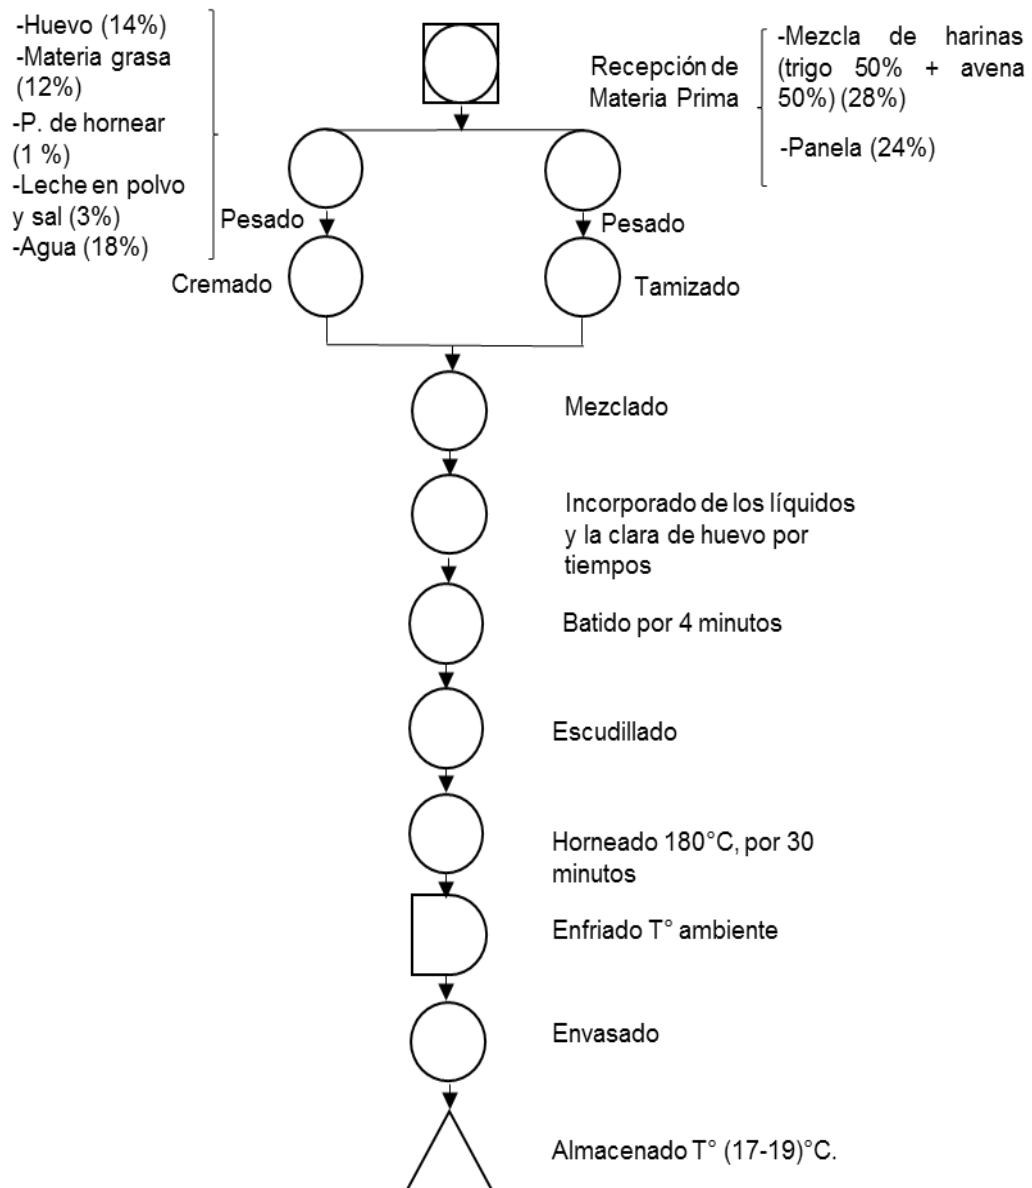 -Huevo (14%)
-Materia grasa
(12%)
-P. de hornear
(1 %)
-Leche en polvo
y sal (3%)
-Agua (18%)
Recepción de
Materia Prima
-Mezcla de harinas
(trigo 50% + avena
50%) (28%)
-Panela (24%)
Pesado
Pesado
Cremado
Tamizado
Mezclado
Incorporado de los líquidos
y la clara de huevo por
tiempos
Batido por 4 minutos
Escudillado
Horneado 180°C, por 30
minutos
Enfriado T° ambiente
Envasado
Almacenado T° (17-19)°C.